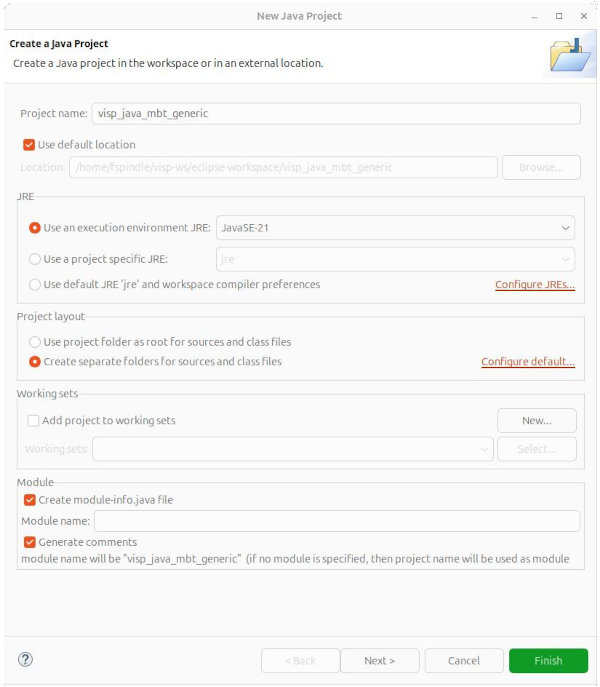 New Java Project
Create a Java Project
Create a Java project in the workspace or in an external location.
Project name: visp_java_mbt_generic
Use default location
Location: /home/fspindle/visp-ws/eclipse-workspace/visp_java_mbt_generic Browse...
JRE
Use an execution environment JRE: JavaSE-21
Use a project specific JRE: jre
Use default JRE 'jre' and workspace compiler preferences Configure JREs...
Project layout
Use project folder as root for sources and class files
Create separate folders for sources and class files Configure default...
Working sets
Add project to working sets New...
Working sets: Select...
Module
Create module-info.java file
Module name:
Generate comments
module name will be "visp_java_mbt_generic" (if no module is specified, then project name will be used as module
? < Back Next > Cancel Finish